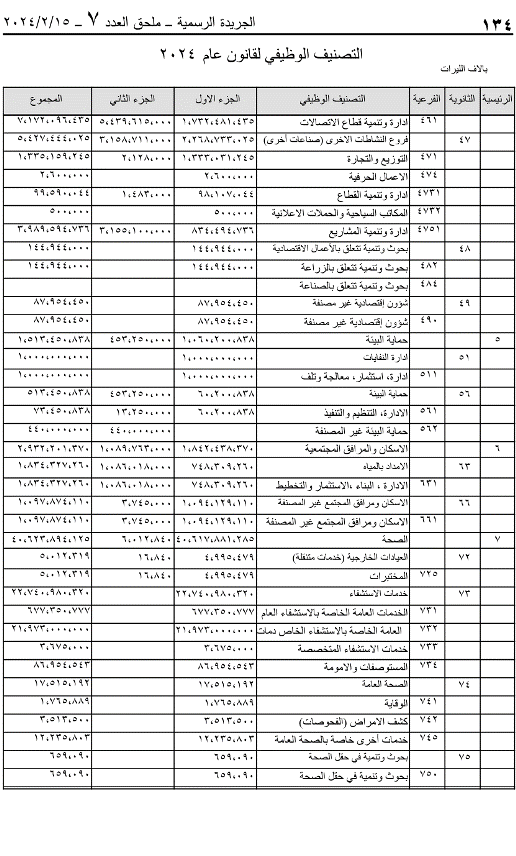 ١٣٤ الجريدة الرسمية ــ ملحق العدد ٧ ــ ٢٠٢٤/٢/١٥
التصنيف الوظيفي لقانون عام ٢٠٢٤
بالاف الليرات
الرئيسية الثانوية الفرعية التصنيف الوظيفي الجزء الاول الجزء الثاني المجموع
٤٦١ ادارة وتنمية قطاع الاتصالات ١،٧٣٢،٤٨١،٤٣٥ ٥،٤٣٩،٦١٥،٠٠٠ ٧،١٧٢،٠٩٦،٤٣٥
٤٧ فروع النشاطات الاخرى (صناعات أخرى) ٢،٢٦٨،٧٣٣،٠٢٥ ٣،١٥٨،٧١١،٠٠٠ ٥،٤٢٧،٤٤٤،٠٢٥
٤٧١ التوزيع والتجارة ١،٣٣٣،٠٣١،٢٤٥ ٢،١٢٨،٠٠٠ ١،٣٣٥،١٥٩،٢٤٥
٤٧٤ الاعمال الحرفية ٢،٦٠٠،٠٠٠ ٢،٦٠٠،٠٠٠
٤٧٣١ ادارة وتنمية القطاع ٩٨،١٠٧،٠٤٤ ١،٤٨٣،٠٠٠ ٩٩،٥٩٠،٠٤٤
٤٧٣٢ المكاتب السياحية والحملات الاعلانية ٥٠٠،٠٠٠ ٥٠٠،٠٠٠
٤٧٥١ ادارة وتنمية المشاريع ٨٣٤،٤٩٤،٧٣٦ ٣،١٥٥،١٠٠،٠٠٠ ٣،٩٨٩،٥٩٤،٧٣٦
٤٨ بحوث وتنمية تتعلق بالأعمال الاقتصادية ١٤٤،٩٤٤،٠٠٠ ١٤٤،٩٤٤،٠٠٠
٤٨٢ بحوث وتنمية تتعلق بالزراعة ١٤٤،٩٤٤،٠٠٠ ١٤٤،٩٤٤،٠٠٠
٤٨٤ بحوث وتنمية تتعلق بالصناعة
٤٩ شؤون إقتصادية غير مصنفة ٨٧،٩٥٤،٤٥٠ ٨٧،٩٥٤،٤٥٠
٤٩٠ شؤون إقتصادية غير مصنفة ٨٧،٩٥٤،٤٥٠ ٨٧،٩٥٤،٤٥٠
٥ حماية البيئة ١،٠٦٠،٢٠٠،٨٣٨ ٤٥٣،٢٥٠،٠٠٠ ١،٥١٣،٤٥٠،٨٣٨
٥١ ادارة النفايات ١،٠٠٠،٠٠٠،٠٠٠ ١،٠٠٠،٠٠٠،٠٠٠
٥١١ ادارة، استثمار، معالجة وتلف ١،٠٠٠،٠٠٠،٠٠٠ ١،٠٠٠،٠٠٠،٠٠٠
٥٦ حماية البيئة ٦٠،٢٠٠،٨٣٨ ٤٥٣،٢٥٠،٠٠٠ ٥١٣،٤٥٠،٨٣٨
٥٦١ الادارة، التنظيم والتنفيذ ٦٠،٢٠٠،٨٣٨ ١٣،٢٥٠،٠٠٠ ٧٣،٤٥٠،٨٣٨
٥٦٢ حماية البيئة غير المصنفة ٤٤٠،٠٠٠،٠٠٠ ٤٤٠،٠٠٠،٠٠٠
٦ الاسكان والمرافق المجتمعية ١،٨٤٢،٤٣٨،٣٧٠ ١،٠٨٩،٧٦٣،٠٠٠ ٢،٩٣٢،٢٠١،٣٧٠
٦٣ الامداد بالمياه ٧٤٨،٣٠٩،٢٦٠ ١،٠٨٦،٠١٨،٠٠٠ ١،٨٣٤،٣٢٧،٢٦٠
٦٣١ الادارة ، البناء ،الاستثمار والتخطيط ٧٤٨،٣٠٩،٢٦٠ ١،٠٨٦،٠١٨،٠٠٠ ١،٨٣٤،٣٢٧،٢٦٠
٦٦ الاسكان ومرافق المجتمع غير المصنفة ١،٠٩٤،١٢٩،١١٠ ٣،٧٤٥،٠٠٠ ١،٠٩٧،٨٧٤،١١٠
٦٦١ الاسكان ومرافق المجتمع غير المصنفة ١،٠٩٤،١٢٩،١١٠ ٣،٧٤٥،٠٠٠ ١،٠٩٧،٨٧٤،١١٠
٧ الصحة ٤٠،٦١٧،٨٨١،٢٨٥ ٦،٠١٢،٨٤٠ ٤٠،٦٢٣،٨٩٤،١٢٥
٧٢ العيادات الخارجية (خدمات متنقلة) ٤،٩٩٥،٤٧٩ ١٦،٨٤٠ ٥،٠١٢،٣١٩
٧٢٥ المختبرات ٤،٩٩٥،٤٧٩ ١٦،٨٤٠ ٥،٠١٢،٣١٩
٧٣ خدمات الاستشفاء ٢٢،٧٤٠،٩٨٠،٣٢٠ ٢٢،٧٤٠،٩٨٠،٣٢٠
٧٣١ الخدمات العامة الخاصة بالاستشفاء العام ٦٧٧،٣٥٠،٧٧٧ ٦٧٧،٣٥٠،٧٧٧
٧٣٢ العامة الخاصة بالاستشفاء الخاص دمات ٢١،٩٧٣،٠٠٠،٠٠٠ ٢١،٩٧٣،٠٠٠،٠٠٠
٧٣٣ خدمات الاستشفاء المتخصصة ٣،٦٧٥،٠٠٠ ٣،٦٧٥،٠٠٠
٧٣٤ المستوصفات والامومة ٨٦،٩٥٤،٥٤٣ ٨٦،٩٥٤،٥٤٣
٧٤ الصحة العامة ١٧،٥١٥،١٩٢ ١٧،٥١٥،١٩٢
٧٤١ الوقاية ١،٧٦٥،٨٨٩ ١،٧٦٥،٨٨٩
٧٤٢ كشف الامراض (الفحوصات) ٣،٥١٣،٥٠٠ ٣،٥١٣،٥٠٠
٧٤٥ خدمات أخرى خاصة بالصحة العامة ١٢،٢٣٥،٨٠٣ ١٢،٢٣٥،٨٠٣
٧٥ بحوث وتنمية في حقل الصحة ٦٥٩،٠٩٠ ٦٥٩،٠٩٠
٧٥٠ بحوث وتنمية في حقل الصحة ٦٥٩،٠٩٠ ٦٥٩،٠٩٠